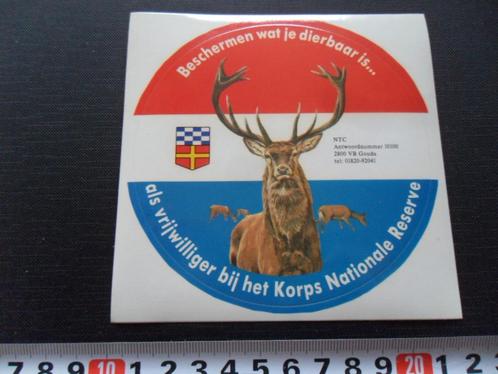 Beschermen wat je dierbaar is...
NTC
Antwoordnummer 10100
2800 VB Gouda
tel: 01820-92041
als vrijwilliger bij het Korps Nationale Reserve
7 8 9 10 1 2 3 4 5 6 7 8 9 20 1 2